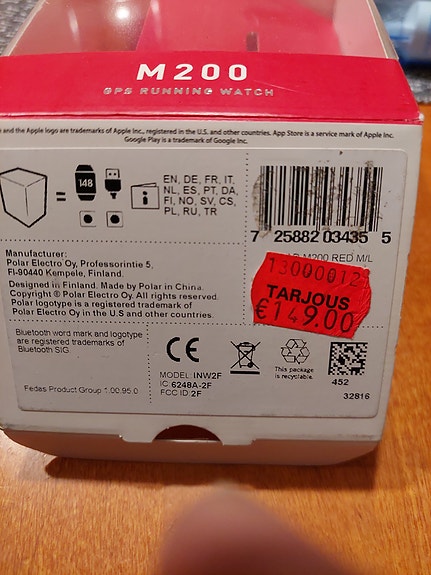 M200
GPS RUNNING WATCH
and the Apple logo are trademarks of Apple Inc., registered in the U.S. and other countries. App Store is a service mark of Apple Inc.
Google Play is a trademark of Google Inc.
148
=
EN, DE, FR, IT,
NL, ES, PT, DA,
FI, NO, SV, CS,
PL, RU, TR
i
7 25882 03435 5
M200 RED M/L
13000012
TARJOUS
€149.00
Manufacturer:
Polar Electro Oy, Professorintie 5,
FI-90440 Kempele, Finland.
Designed in Finland. Made by Polar in China.
Copyright ® Polar Electro Oy. All rights reserved.
Polar logotype is a registered trademark of
Polar Electro Oy in the U.S and other countries.
Bluetooth word mark and logotype
are registered trademarks of
Bluetooth SIG.
Fedas Product Group 1.00.95.0
CE
MODEL: INW2F
IC 6248A-2F
FCC ID: 2F
This package
is recyclable.
452
32816